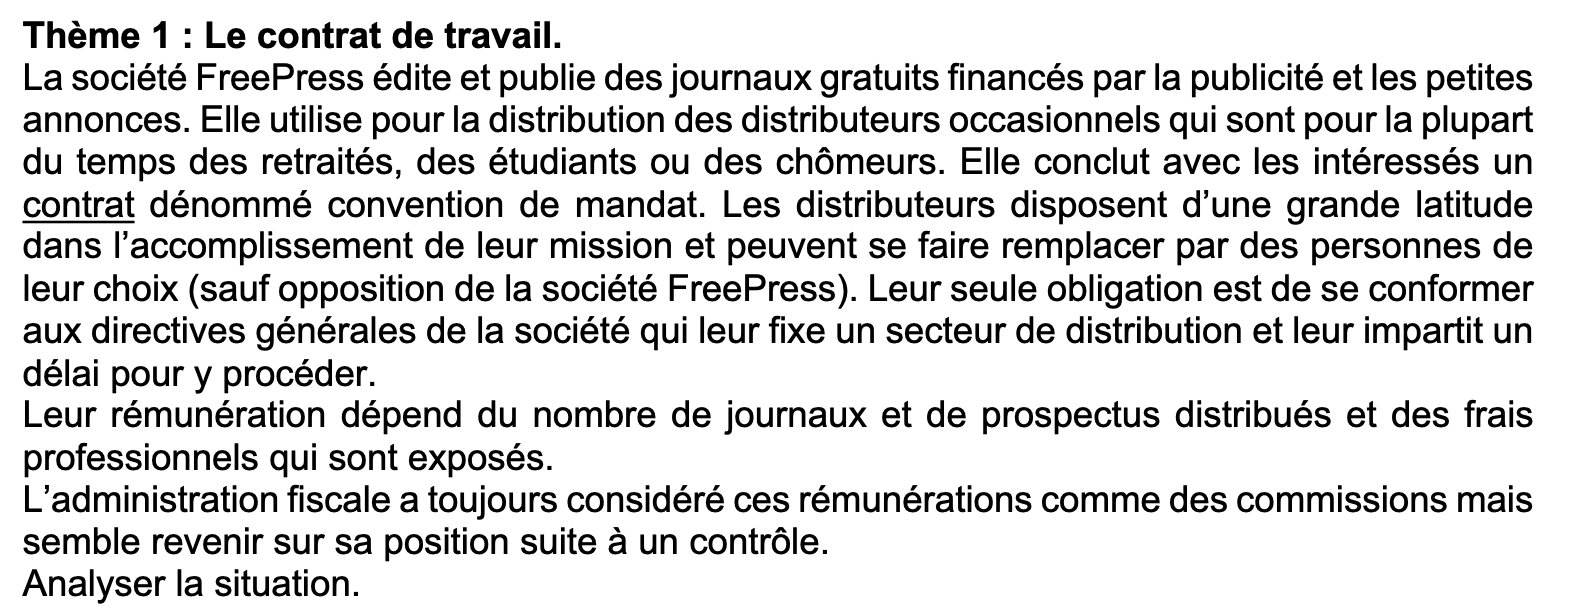 Thème 1 : Le contrat de travail.
La société FreePress édite et publie des journaux gratuits financés par la publicité et les petites
annonces. Elle utilise pour la distribution des distributeurs occasionnels qui sont pour la plupart
du temps des retraités, des étudiants ou des chômeurs. Elle conclut avec les intéressés un
contrat dénommé convention de mandat. Les distributeurs disposent d’une grande latitude
dans l’accomplissement de leur mission et peuvent se faire remplacer par des personnes de
leur choix (sauf opposition de la société FreePress). Leur seule obligation est de se conformer
aux directives générales de la société qui leur fixe un secteur de distribution et leur impartit un
délai pour y procéder.
Leur rémunération dépend du nombre de journaux et de prospectus distribués et des frais
professionnels qui sont exposés.
L’administration fiscale a toujours considéré ces rémunérations comme des commissions mais
semble revenir sur sa position suite à un contrôle.
Analyser la situation.